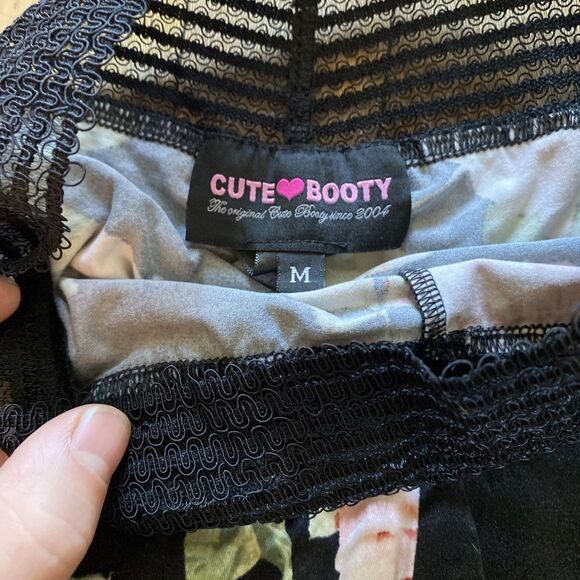 CUTE♥BOOTY
The original Cute Booty since 2004
M